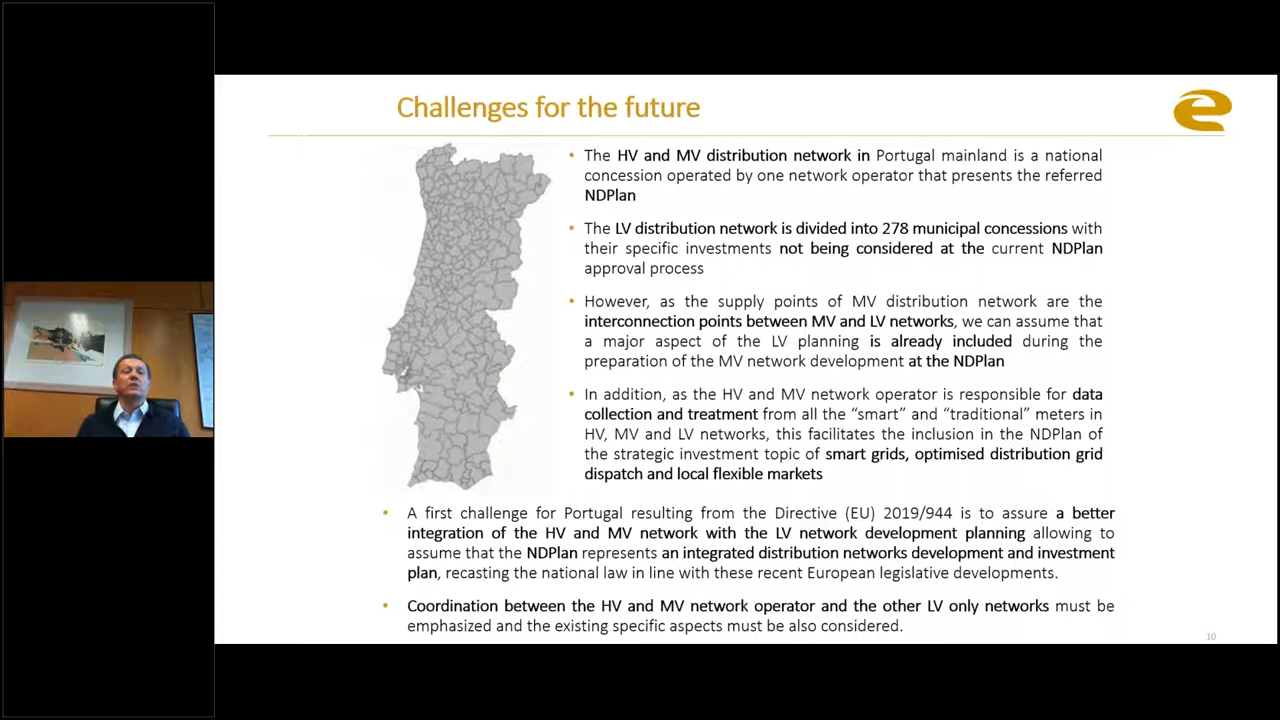 Challenges for the future
• The HV and MV distribution network in Portugal mainland is a national
concession operated by one network operator that presents the referred
NDPlan
• The LV distribution network is divided into 278 municipal concessions with
their specific investments not being considered at the current NDPlan
approval process
• However, as the supply points of MV distribution network are the
interconnection points between MV and LV networks, we can assume that
a major aspect of the LV planning is already included during the
preparation of the MV network development at the NDPlan
• In addition, as the HV and MV network operator is responsible for data
collection and treatment from all the “smart” and “traditional” meters in
HV, MV and LV networks, this facilitates the inclusion in the NDPlan of
the strategic investment topic of smart grids, optimised distribution grid
dispatch and local flexible markets
• A first challenge for Portugal resulting from the Directive (EU) 2019/944 is to assure a better
integration of the HV and MV network with the LV network development planning allowing to
assume that the NDPlan represents an integrated distribution networks development and investment
plan, recasting the national law in line with these recent European legislative developments.
• Coordination between the HV and MV network operator and the other LV only networks must be
emphasized and the existing specific aspects must be also considered.
10